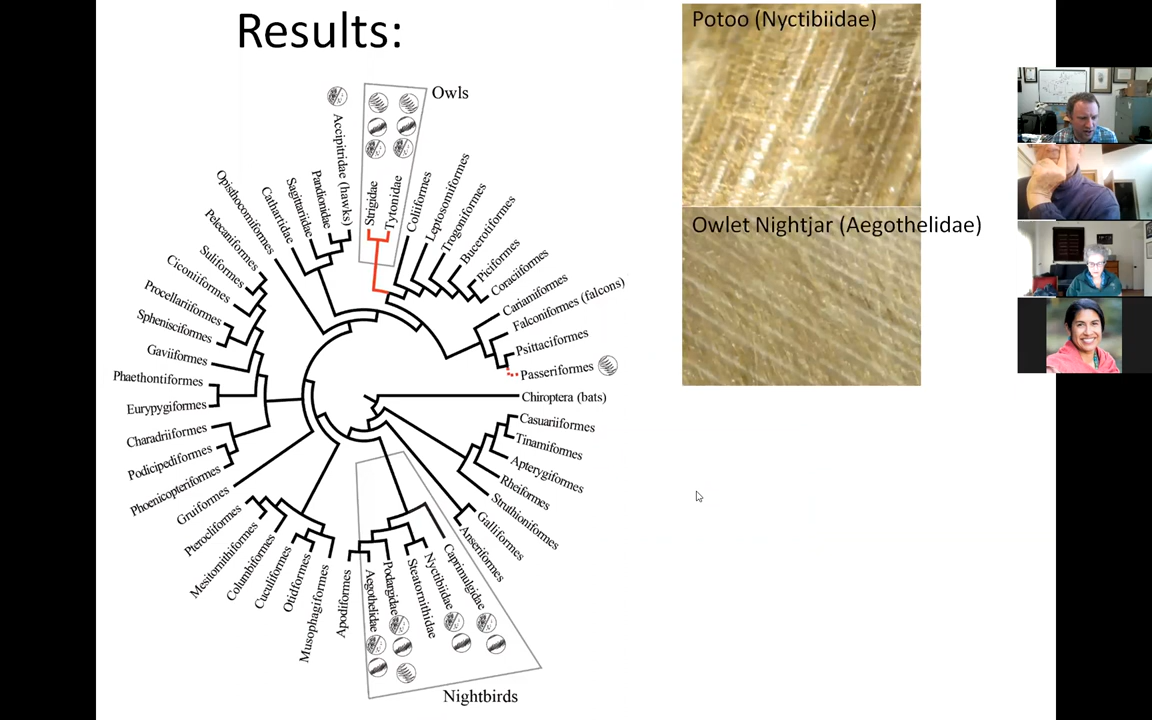 Results:
Potoo (Nyctibiidae)
Owlet Nightjar (Aegothelidae)
Owls
Opisthocomiformes
Cathartidae
Sagittariidae
Pandionidae
Accipitridae (hawks)
Strigidae
Tytonidae
Coliiformes
Leptosomiformes
Trogoniformes
Bucerotiformes
Piciformes
Coraciiformes
Cariamiformes
Falconiformes (falcons)
Psittaciformes
Passeriformes
Chiroptera (bats)
Casuariiformes
Tinamiformes
Apterygiformes
Rheiformes
Struthioniformes
Galliformes
Anseriformes
Caprimulgidae
Nyctibiidae
Steatornithidae
Podargidae
Aegothelidae
Apodiformes
Musophagiformes
Otidformes
Cuculiformes
Columbiformes
Mesitornithiformes
Pterocliformes
Gruiformes
Phoenicopteriformes
Podicipediformes
Charadriiformes
Eurypygiformes
Phaethontiformes
Gaviiformes
Sphenisciformes
Procellariiformes
Ciconiiformes
Suliformes
Pelecaniformes
Nightbirds